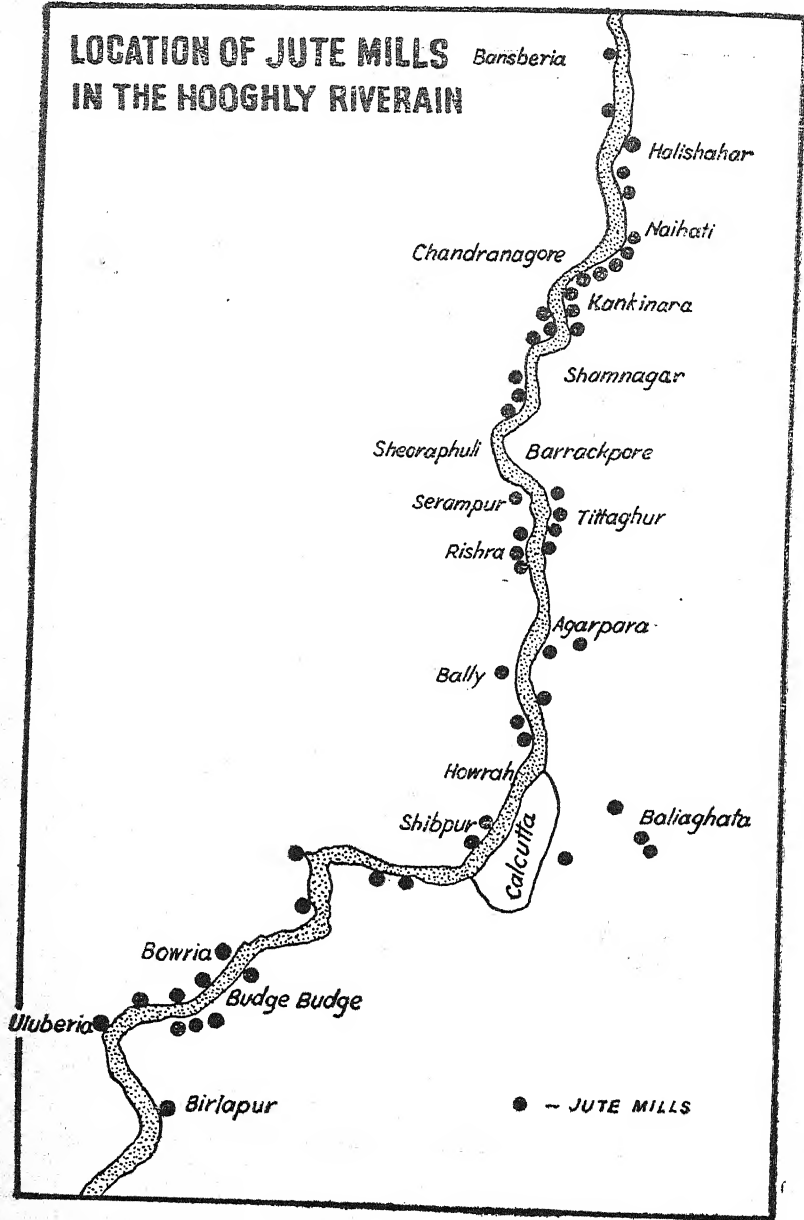 LOCATION OF JUTE MILLS
IN THE HOOGHLY RIVERAIN
Bansberia
Halishahar
Naihati
Chandranagore
Kankinara
Shamnagar
Sheoraphuli
Barrackpore
Serampur
Tittaghur
Rishra
Agarpara
Bally
Howrah
Shibpur
Calcutta
Baliaghata
Bowria
Budge Budge
Uluberia
Birlapur
– JUTE MILLS